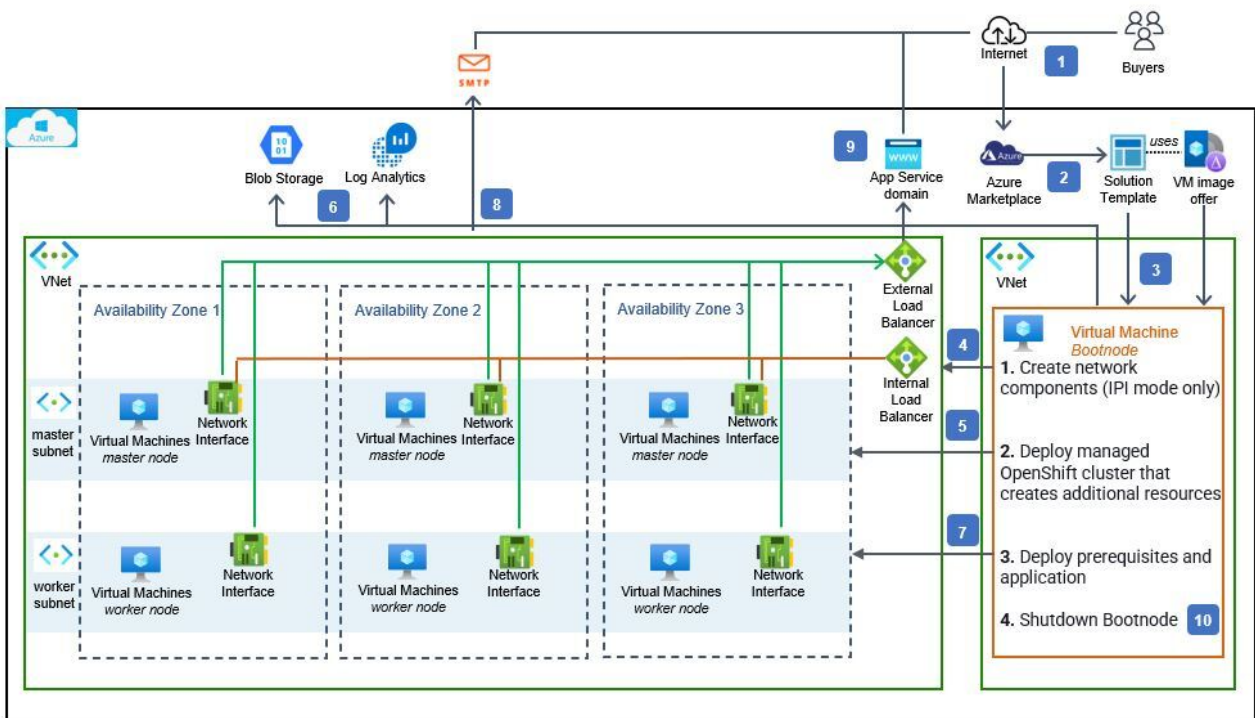 Internet
1
Buyers
SMTP
Azure
Blob Storage
Log Analytics
6
8
9
www
App Service
domain
Azure
Azure
Marketplace
2
Solution
Template
uses
VM image
offer
3
VNet
Availability Zone 1
Availability Zone 2
Availability Zone 3
External
Load
Balancer
Internal
Load
Balancer
4
5
7
master
subnet
Virtual Machines
master node
Network
Interface
Virtual Machines
master node
Network
Interface
Virtual Machines
master node
Network
Interface
worker
subnet
Virtual Machines
worker node
Network
Interface
Virtual Machines
worker node
Network
Interface
Virtual Machines
worker node
Network
Interface
VNet
Virtual Machine
Bootnode
1. Create network
components (IPI mode only)
2. Deploy managed
OpenShift cluster that
creates additional resources
3. Deploy prerequisites and
application
4. Shutdown Bootnode 10
10
01